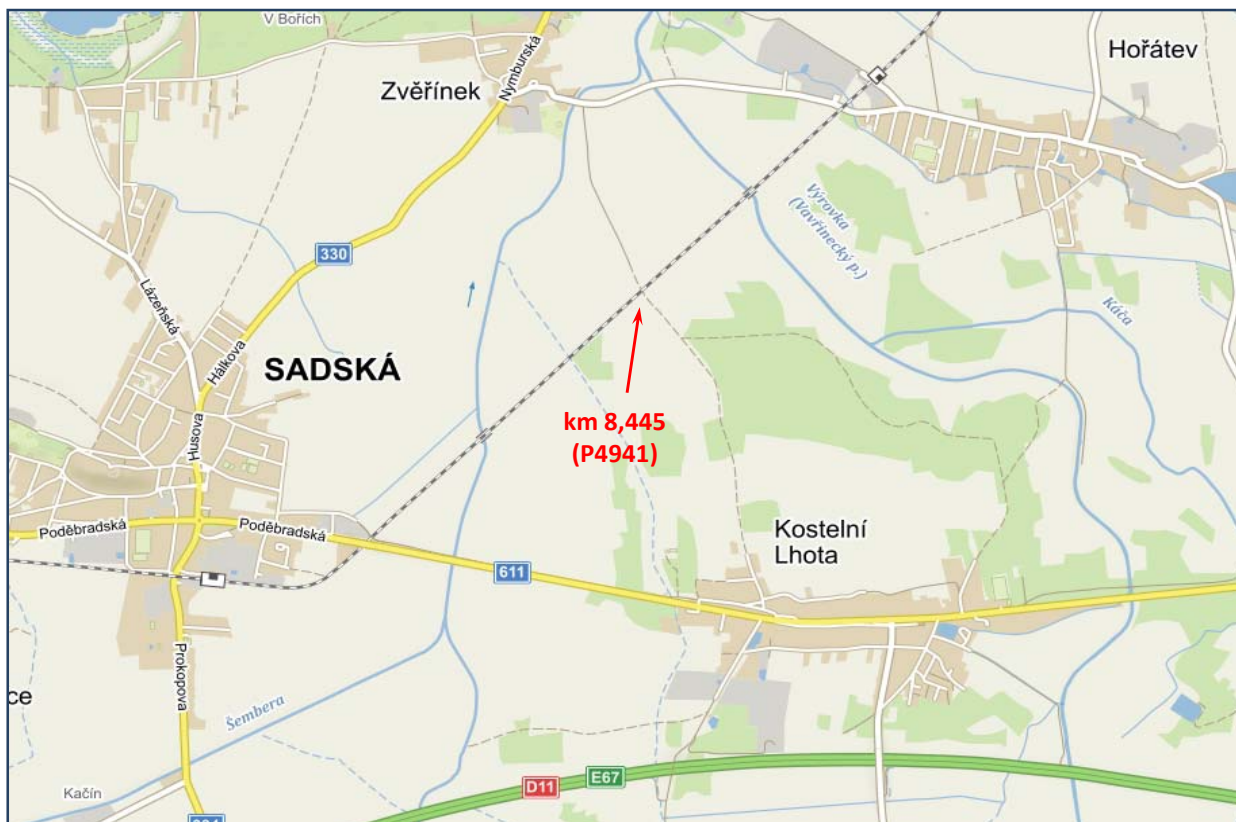 V Bořích
Hořátev
Zvěřínek
Nymburská
Výrovka
(Vavřinecký p.)
330
Lázeňská
Káča
Hálkova
SADSKÁ
km 8,445
(P4941)
Husova
Poděbradská
Poděbradská
Kostelní
Lhota
611
Prokopova
ce
Šembera
E67
D11
Kačín